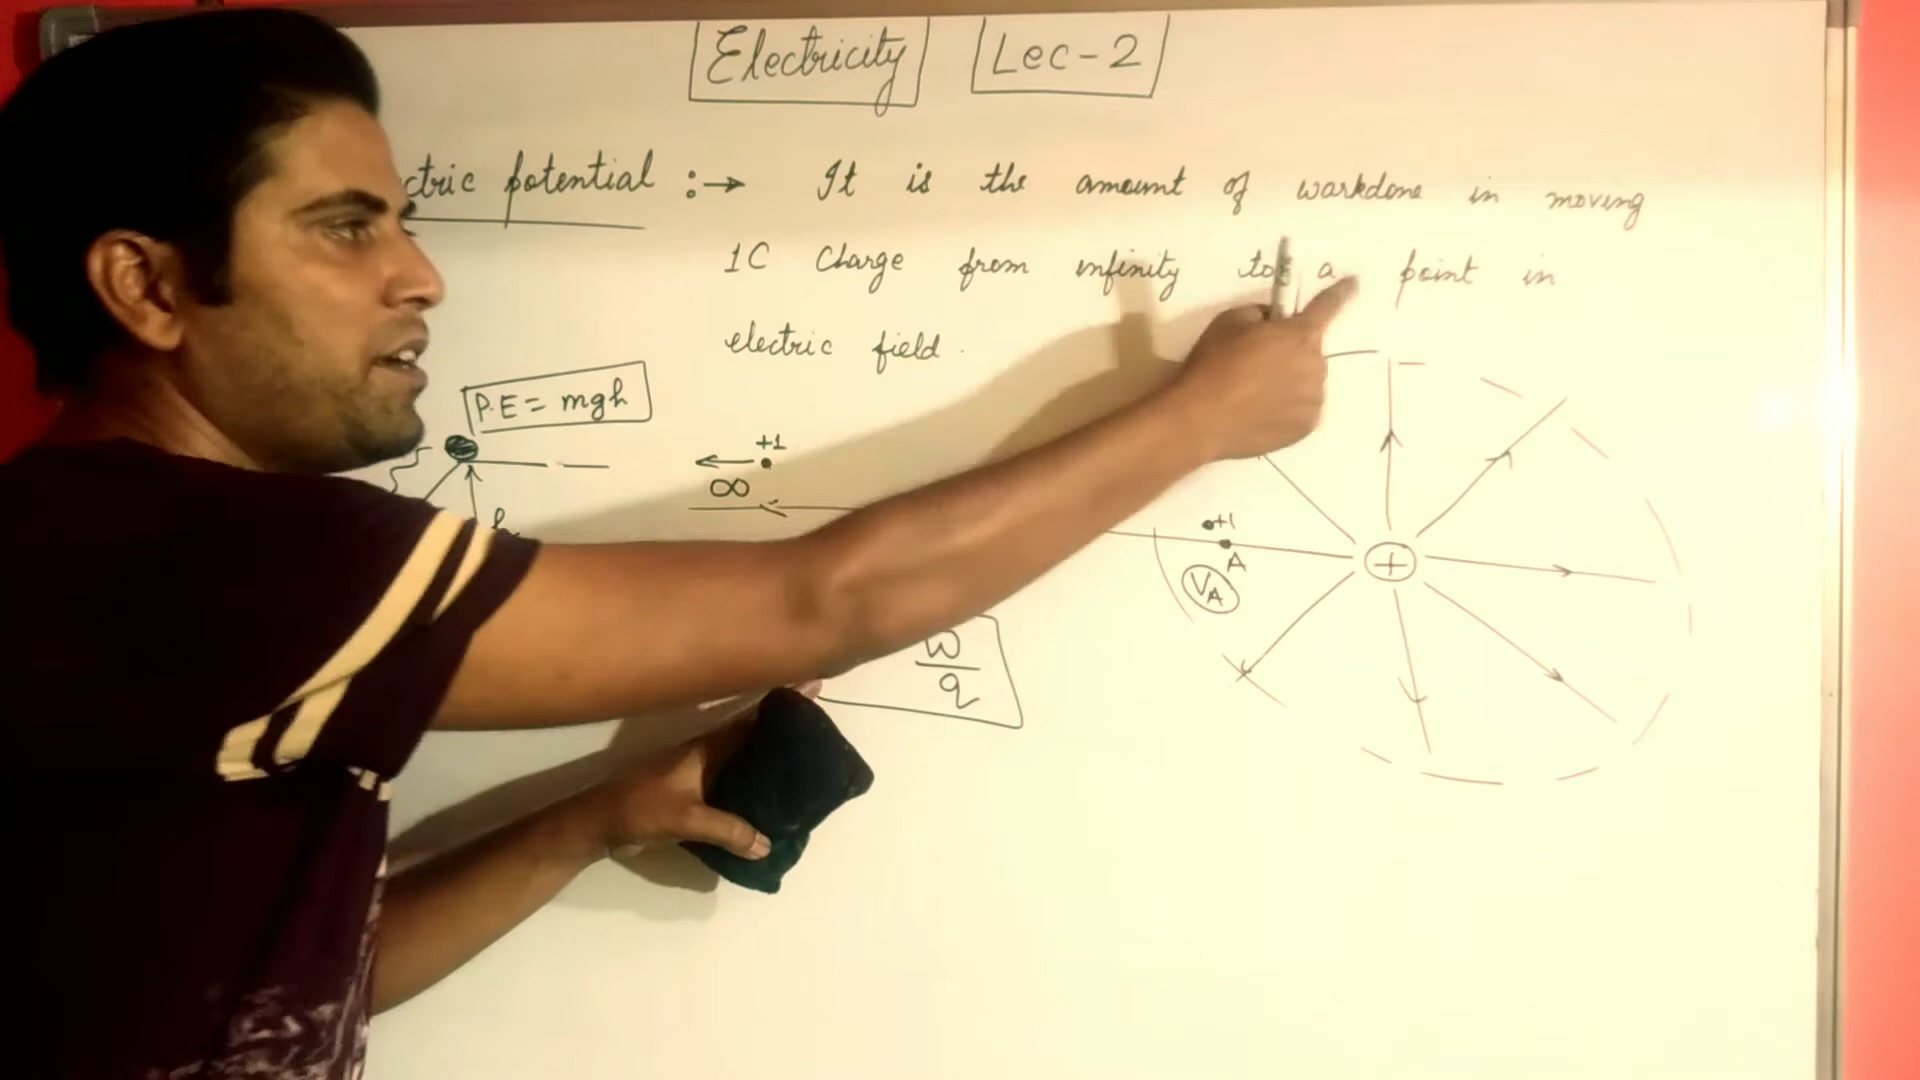 Electricity Lec-2
ctric potential :→ It is the amount of workdone in moving
1C Charge from infinity to a point in
electric field.
P.E = mgh
+1
∞
h
+1
A
V_A
+
W/q